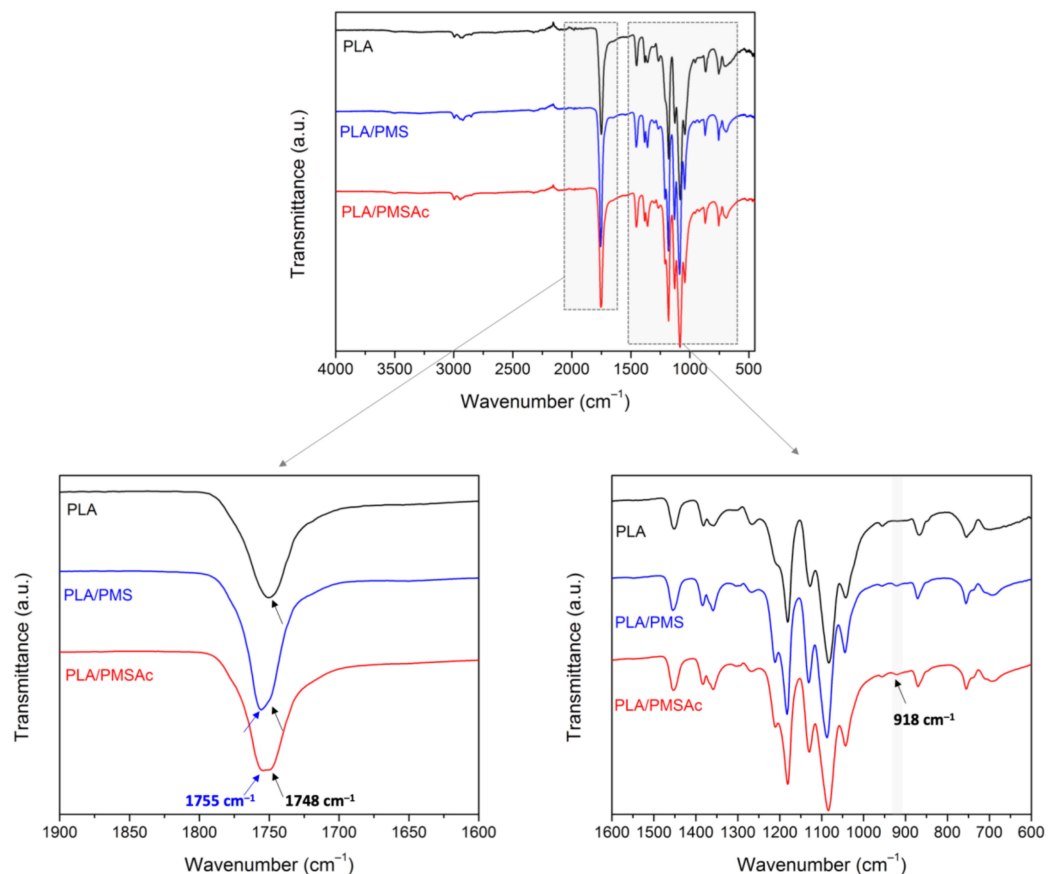 PLA
PLA/PMS
PLA/PMSAc
Transmittance (a.u.)
4000 3500 3000 2500 2000 1500 1000 500
Wavenumber (cm⁻¹)
PLA
PLA/PMS
PLA/PMSAc
1755 cm⁻¹ 1748 cm⁻¹
Transmittance (a.u.)
1900 1850 1800 1750 1700 1650 1600
Wavenumber (cm⁻¹)
PLA
PLA/PMS
PLA/PMSAc
918 cm⁻¹
Transmittance (a.u.)
1600 1500 1400 1300 1200 1100 1000 900 800 700 600
Wavenumber (cm⁻¹)